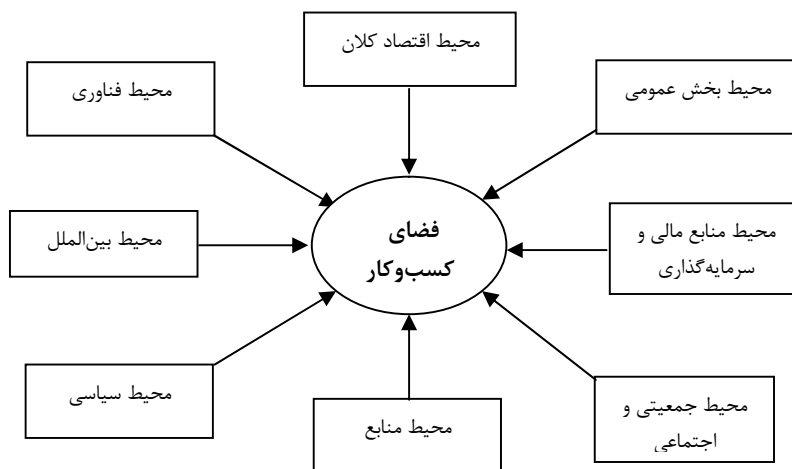 محیط اقتصاد کلان
محیط بخش عمومی
محیط فناوری
محیط منابع مالی و
سرمایه‌گذاری
فضای
کسب‌وکار
محیط بین‌الملل
محیط جمعیتی و
اجتماعی
محیط منابع
محیط سیاسی